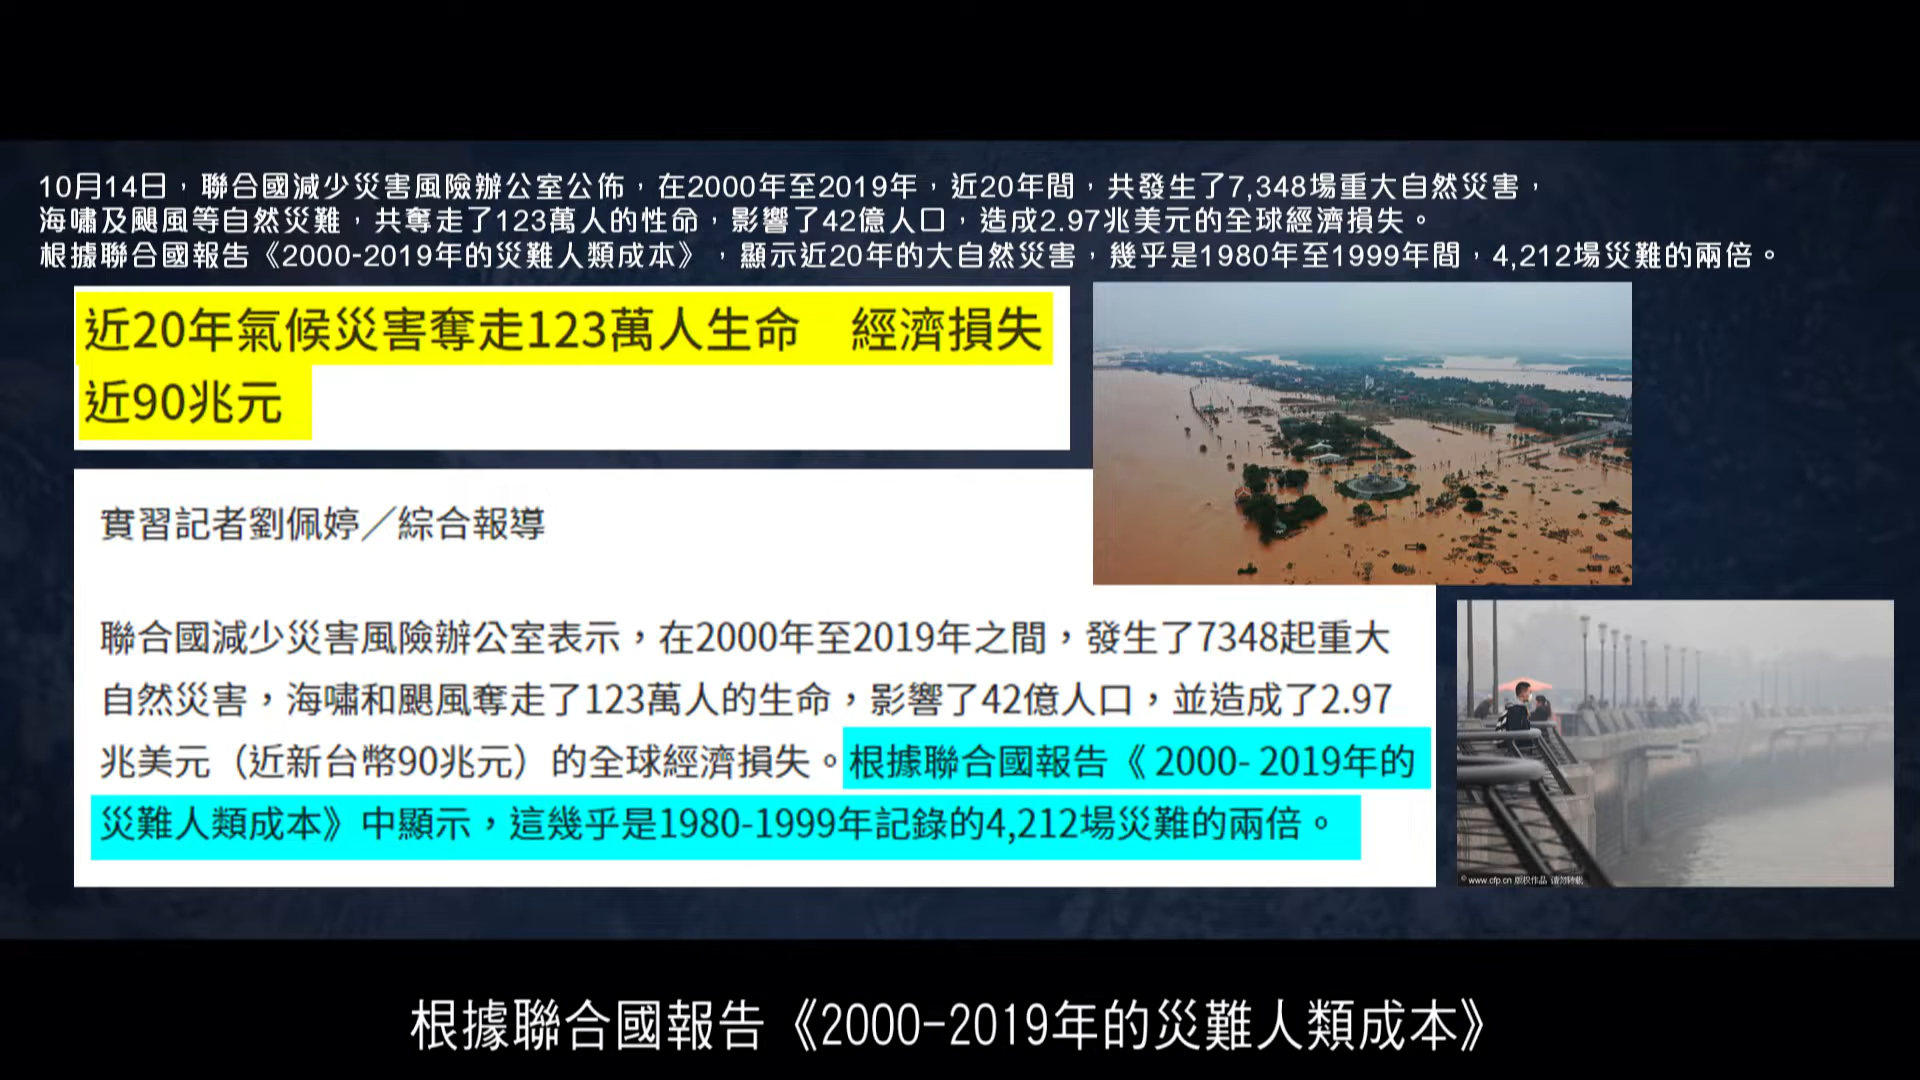 10月14日，聯合國減少災害風險辦公室公佈，在2000年至2019年，近20年間，共發生了7,348場重大自然災害，
海嘯及颶風等自然災難，共奪走了123萬人的性命，影響了42億人口，造成2.97兆美元的全球經濟損失。
根據聯合國報告《2000-2019年的災難人類成本》，顯示近20年的大自然災害，幾乎是1980年至1999年間，4,212場災難的兩倍。
近20年氣候災害奪走123萬人生命　經濟損失
近90兆元
實習記者劉佩婷／綜合報導
聯合國減少災害風險辦公室表示，在2000年至2019年之間，發生了7348起重大
自然災害，海嘯和颶風奪走了123萬人的生命，影響了42億人口，並造成了2.97
兆美元（近新台幣90兆元）的全球經濟損失。根據聯合國報告《 2000- 2019年的
災難人類成本》中顯示，這幾乎是1980-1999年記錄的4,212場災難的兩倍。
© www.cfp.cn 版权作品 请勿转载
根據聯合國報告《2000-2019年的災難人類成本》